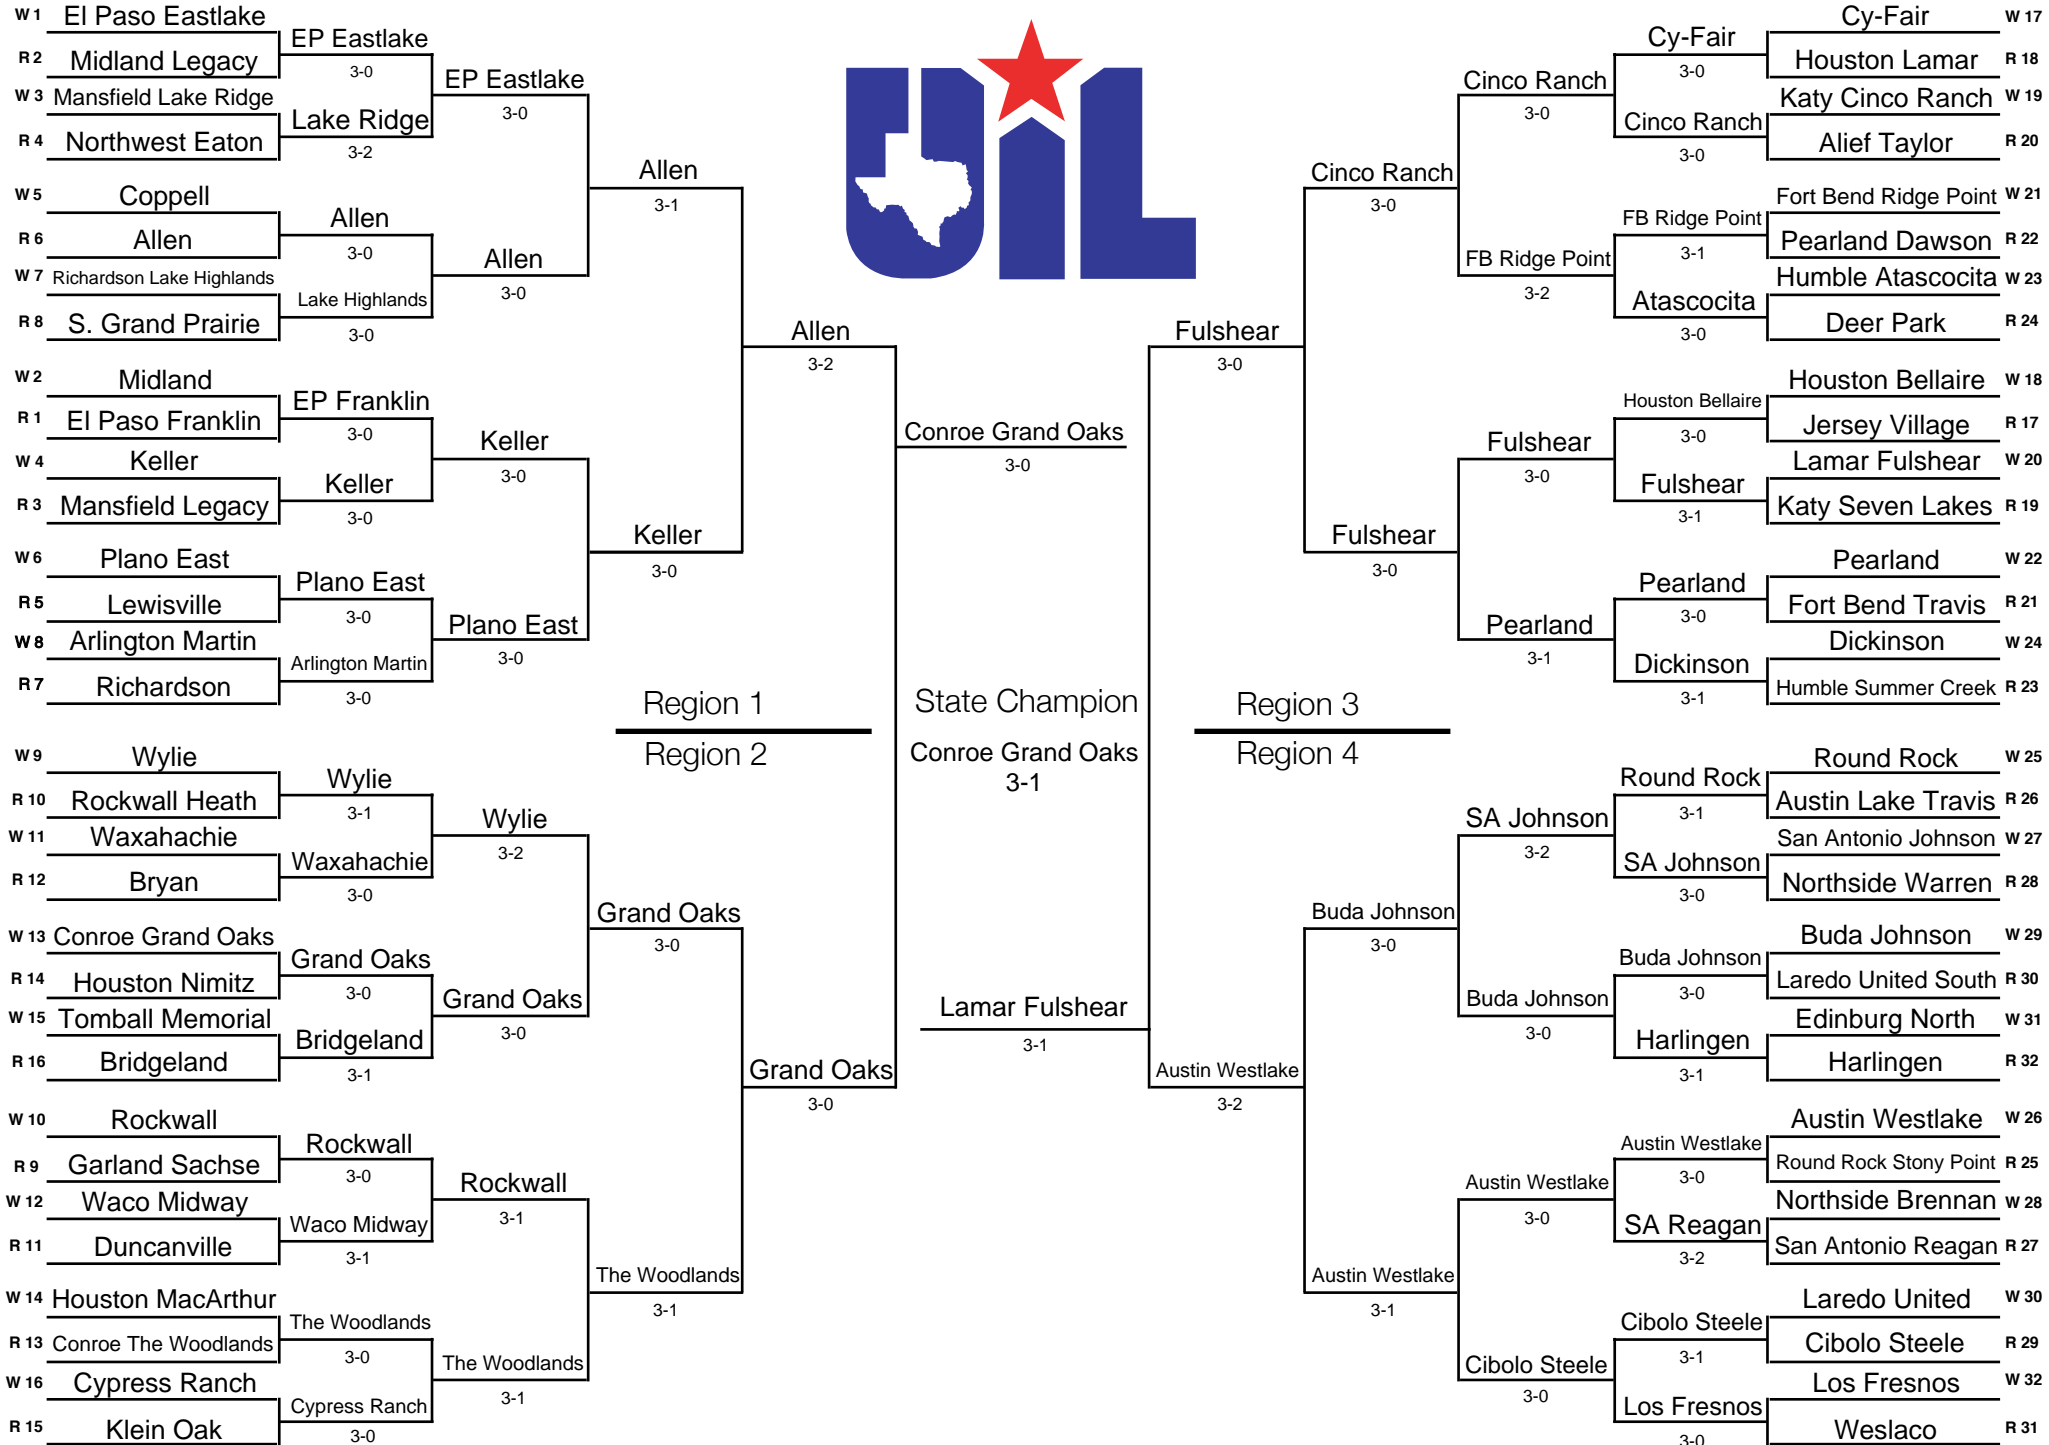 W 1 El Paso Eastlake
R 2 Midland Legacy
W 3 Mansfield Lake Ridge
R 4 Northwest Eaton
W 5 Coppell
R 6 Allen
W 7 Richardson Lake Highlands
R 8 S. Grand Prairie
W 2 Midland
R 1 El Paso Franklin
W 4 Keller
R 3 Mansfield Legacy
W 6 Plano East
R 5 Lewisville
W 8 Arlington Martin
R 7 Richardson
W 9 Wylie
R 10 Rockwall Heath
W 11 Waxahachie
R 12 Bryan
W 13 Conroe Grand Oaks
R 14 Houston Nimitz
W 15 Tomball Memorial
R 16 Bridgeland
W 10 Rockwall
R 9 Garland Sachse
W 12 Waco Midway
R 11 Duncanville
W 14 Houston MacArthur
R 13 Conroe The Woodlands
W 16 Cypress Ranch
R 15 Klein Oak
EP Eastlake
3-0
Lake Ridge
3-2
Allen
3-0
Lake Highlands
3-0
EP Franklin
3-0
Keller
3-0
Plano East
3-0
Arlington Martin
3-0
Wylie
3-1
Waxahachie
3-0
Grand Oaks
3-0
Bridgeland
3-1
Rockwall
3-0
Waco Midway
3-1
The Woodlands
3-0
Cypress Ranch
3-0
EP Eastlake
3-0
Allen
3-0
Keller
3-0
Plano East
3-0
Wylie
3-2
Grand Oaks
3-0
Rockwall
3-1
The Woodlands
3-1
Allen
3-1
Keller
3-0
Grand Oaks
3-0
The Woodlands
3-1
Region 1
Region 2
Allen
3-2
Grand Oaks
3-0
UIL
Conroe Grand Oaks
3-0
State Champion
Conroe Grand Oaks
3-1
Lamar Fulshear
3-1
Fulshear
3-0
Austin Westlake
3-2
Region 3
Region 4
Cinco Ranch
3-0
Fulshear
3-0
Buda Johnson
3-0
Austin Westlake
3-1
Cinco Ranch
3-0
FB Ridge Point
3-2
Fulshear
3-0
Pearland
3-1
SA Johnson
3-2
Buda Johnson
3-0
Austin Westlake
3-0
Cibolo Steele
3-0
Cy-Fair
3-0
Cinco Ranch
3-0
FB Ridge Point
3-1
Atascocita
3-0
Houston Bellaire
3-0
Fulshear
3-1
Pearland
3-0
Dickinson
3-1
Round Rock
3-1
SA Johnson
3-0
Buda Johnson
3-0
Harlingen
3-1
Austin Westlake
3-0
SA Reagan
3-2
Cibolo Steele
3-1
Los Fresnos
3-0
Cy-Fair W 17
Houston Lamar R 18
Katy Cinco Ranch W 19
Alief Taylor R 20
Fort Bend Ridge Point W 21
Pearland Dawson R 22
Humble Atascocita W 23
Deer Park R 24
Houston Bellaire W 18
Jersey Village R 17
Lamar Fulshear W 20
Katy Seven Lakes R 19
Pearland W 22
Fort Bend Travis R 21
Dickinson W 24
Humble Summer Creek R 23
Round Rock W 25
Austin Lake Travis R 26
San Antonio Johnson W 27
Northside Warren R 28
Buda Johnson W 29
Laredo United South R 30
Edinburg North W 31
Harlingen R 32
Austin Westlake W 26
Round Rock Stony Point R 25
Northside Brennan W 28
San Antonio Reagan R 27
Laredo United W 30
Cibolo Steele R 29
Los Fresnos W 32
Weslaco R 31